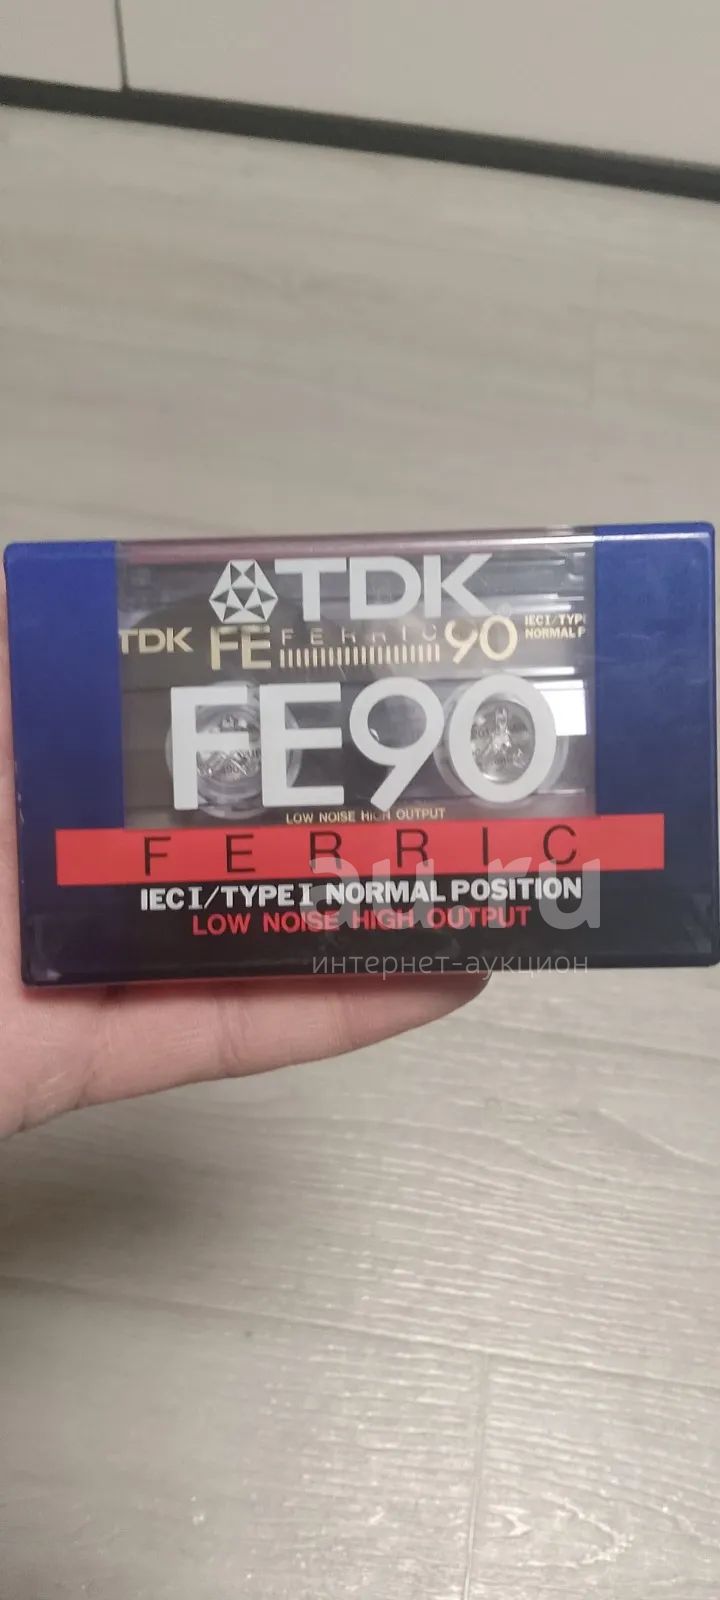 TDK
TDK FE FERRIC 90 IEC I/TYPE
NORMAL P
FE90
LOW NOISE HIGH OUTPUT
FERRIC
IEC I/TYPE I NORMAL POSITION
LOW NOISE HIGH OUTPUT
au.ru
интернет-аукцион